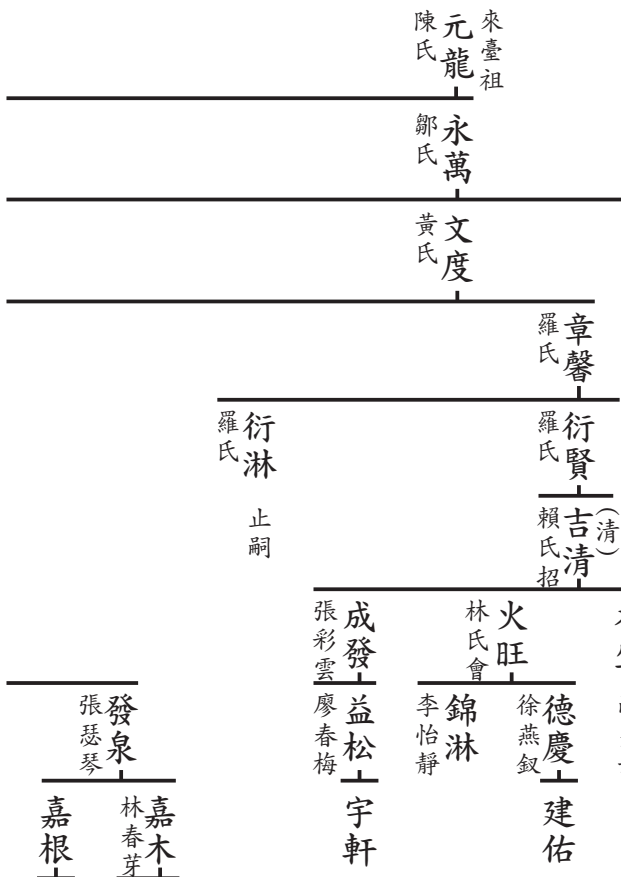 來臺祖
元龍
陳氏
永萬
鄒氏
文度
黃氏
章馨
羅氏
衍賢
羅氏
衍淋
羅氏
止嗣
(清)
吉清
賴氏招
火旺
林氏會
成發
張彩雲
德慶
徐燕釵
錦淋
李怡靜
益松
廖春梅
發泉
張瑟琴
建佑
宇軒
嘉木
林春芽
嘉根